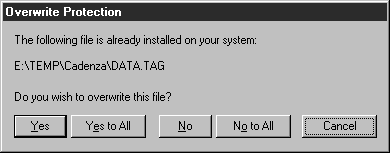 Overwrite Protection
The following file is already installed on your system:
E:\TEMP\Cadenza\DATA.TAG
Do you wish to overwrite this file?
Yes Yes to All No No to All Cancel